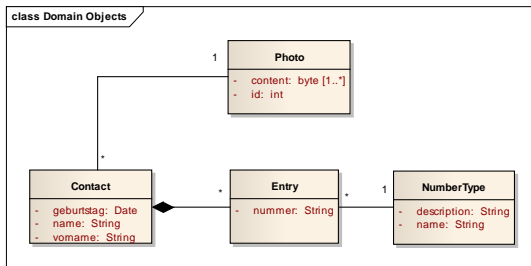 class Domain Objects
Photo
- content: byte [1..*]
- id: int
1
*
Contact
- geburtstag: Date
- name: String
- vorname: String
*
Entry
- nummer: String
*
1
NumberType
- description: String
- name: String